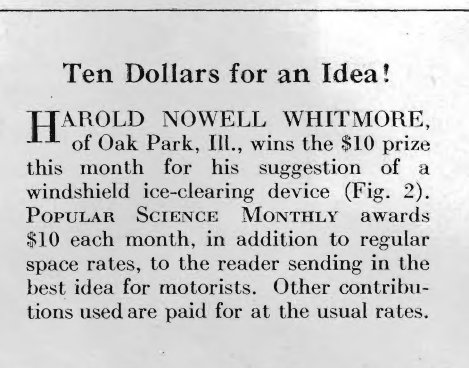 Ten Dollars for an Idea!
HAROLD NOWELL WHITMORE,
of Oak Park, Ill., wins the $10 prize
this month for his suggestion of a
windshield ice-clearing device (Fig. 2).
POPULAR SCIENCE MONTHLY awards
$10 each month, in addition to regular
space rates, to the reader sending in the
best idea for motorists. Other contribu-
tions used are paid for at the usual rates.